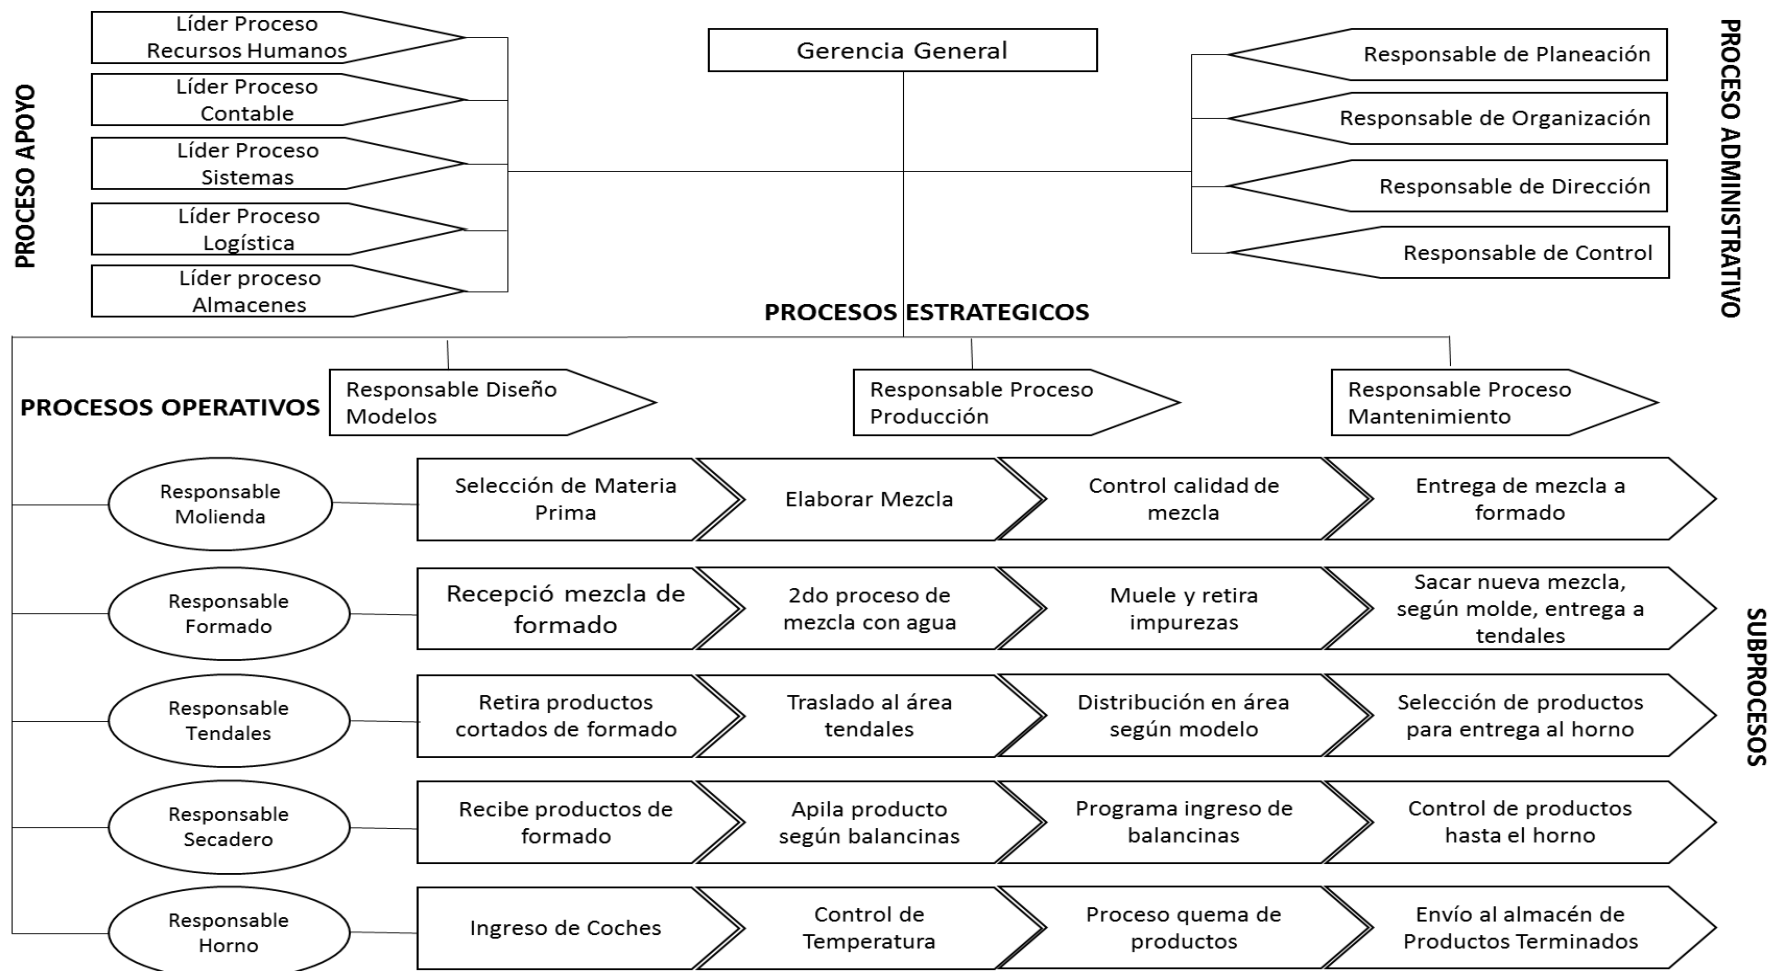 Líder Proceso
Recursos Humanos
Líder Proceso
Contable
Líder Proceso
Sistemas
Líder Proceso
Logística
Líder proceso
Almacenes
PROCESO APOYO
Gerencia General
Responsable de Planeación
Responsable de Organización
Responsable de Dirección
Responsable de Control
PROCESO ADMINISTRATIVO
PROCESOS ESTRATEGICOS
PROCESOS OPERATIVOS
Responsable Diseño
Modelos
Responsable Proceso
Producción
Responsable Proceso
Mantenimiento
Responsable
Molienda
Selección de Materia
Prima
Elaborar Mezcla
Control calidad de
mezcla
Entrega de mezcla a
formado
Responsable
Formado
Recepció mezcla de
formado
2do proceso de
mezcla con agua
Muele y retira
impurezas
Sacar nueva mezcla,
según molde, entrega a
tendales
Responsable
Tendales
Retira productos
cortados de formado
Traslado al área
tendales
Distribución en área
según modelo
Selección de productos
para entrega al horno
Responsable
Secadero
Recibe productos de
formado
Apila producto
según balancinas
Programa ingreso de
balancinas
Control de productos
hasta el horno
Responsable
Horno
Ingreso de Coches
Control de
Temperatura
Proceso quema de
productos
Envío al almacén de
Productos Terminados
SUBPROCESOS